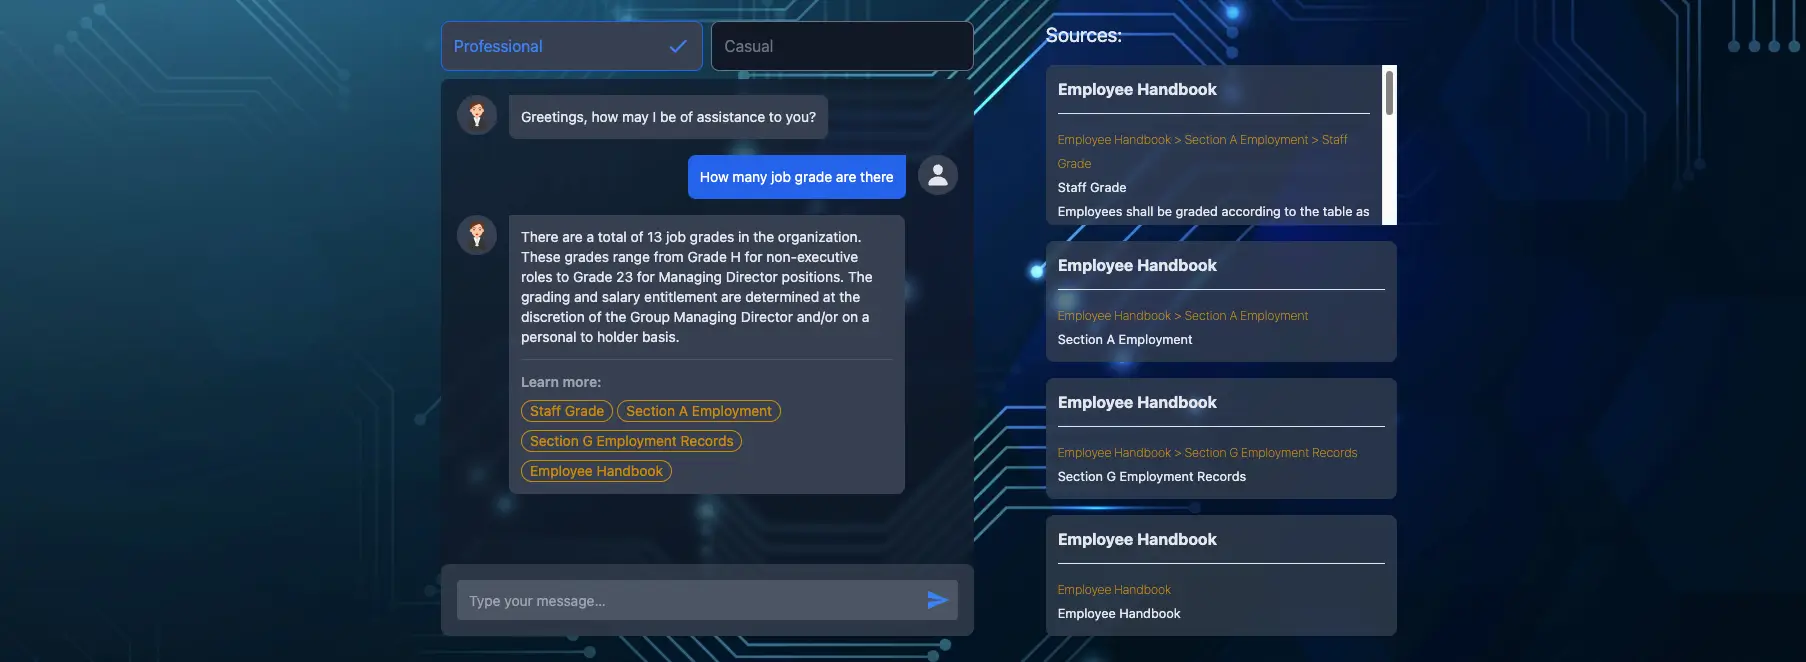 Professional
Casual
Greetings, how may I be of assistance to you?
How many job grade are there
There are a total of 13 job grades in the organization.
These grades range from Grade H for non-executive
roles to Grade 23 for Managing Director positions. The
grading and salary entitlement are determined at the
discretion of the Group Managing Director and/or on a
personal to holder basis.
Learn more:
Staff Grade
Section A Employment
Section G Employment Records
Employee Handbook
Type your message...
Sources:
Employee Handbook
Employee Handbook > Section A Employment > Staff
Grade
Staff Grade
Employees shall be graded according to the table as
Employee Handbook
Employee Handbook > Section A Employment
Section A Employment
Employee Handbook
Employee Handbook > Section G Employment Records
Section G Employment Records
Employee Handbook
Employee Handbook
Employee Handbook